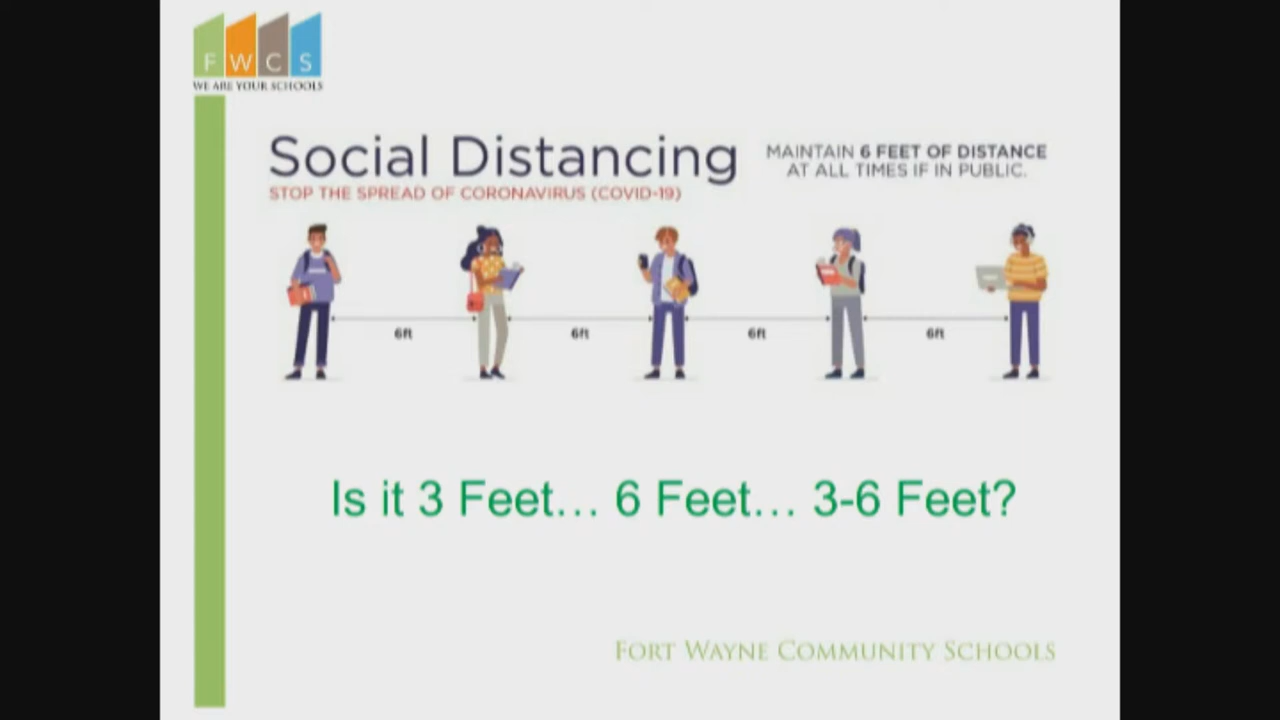 FWCS
WE ARE YOUR SCHOOLS
Social Distancing
STOP THE SPREAD OF CORONAVIRUS (COVID-19)
MAINTAIN 6 FEET OF DISTANCE
AT ALL TIMES IF IN PUBLIC.
6ft 6ft 6ft 6ft
Is it 3 Feet... 6 Feet... 3-6 Feet?
FORT WAYNE COMMUNITY SCHOOLS